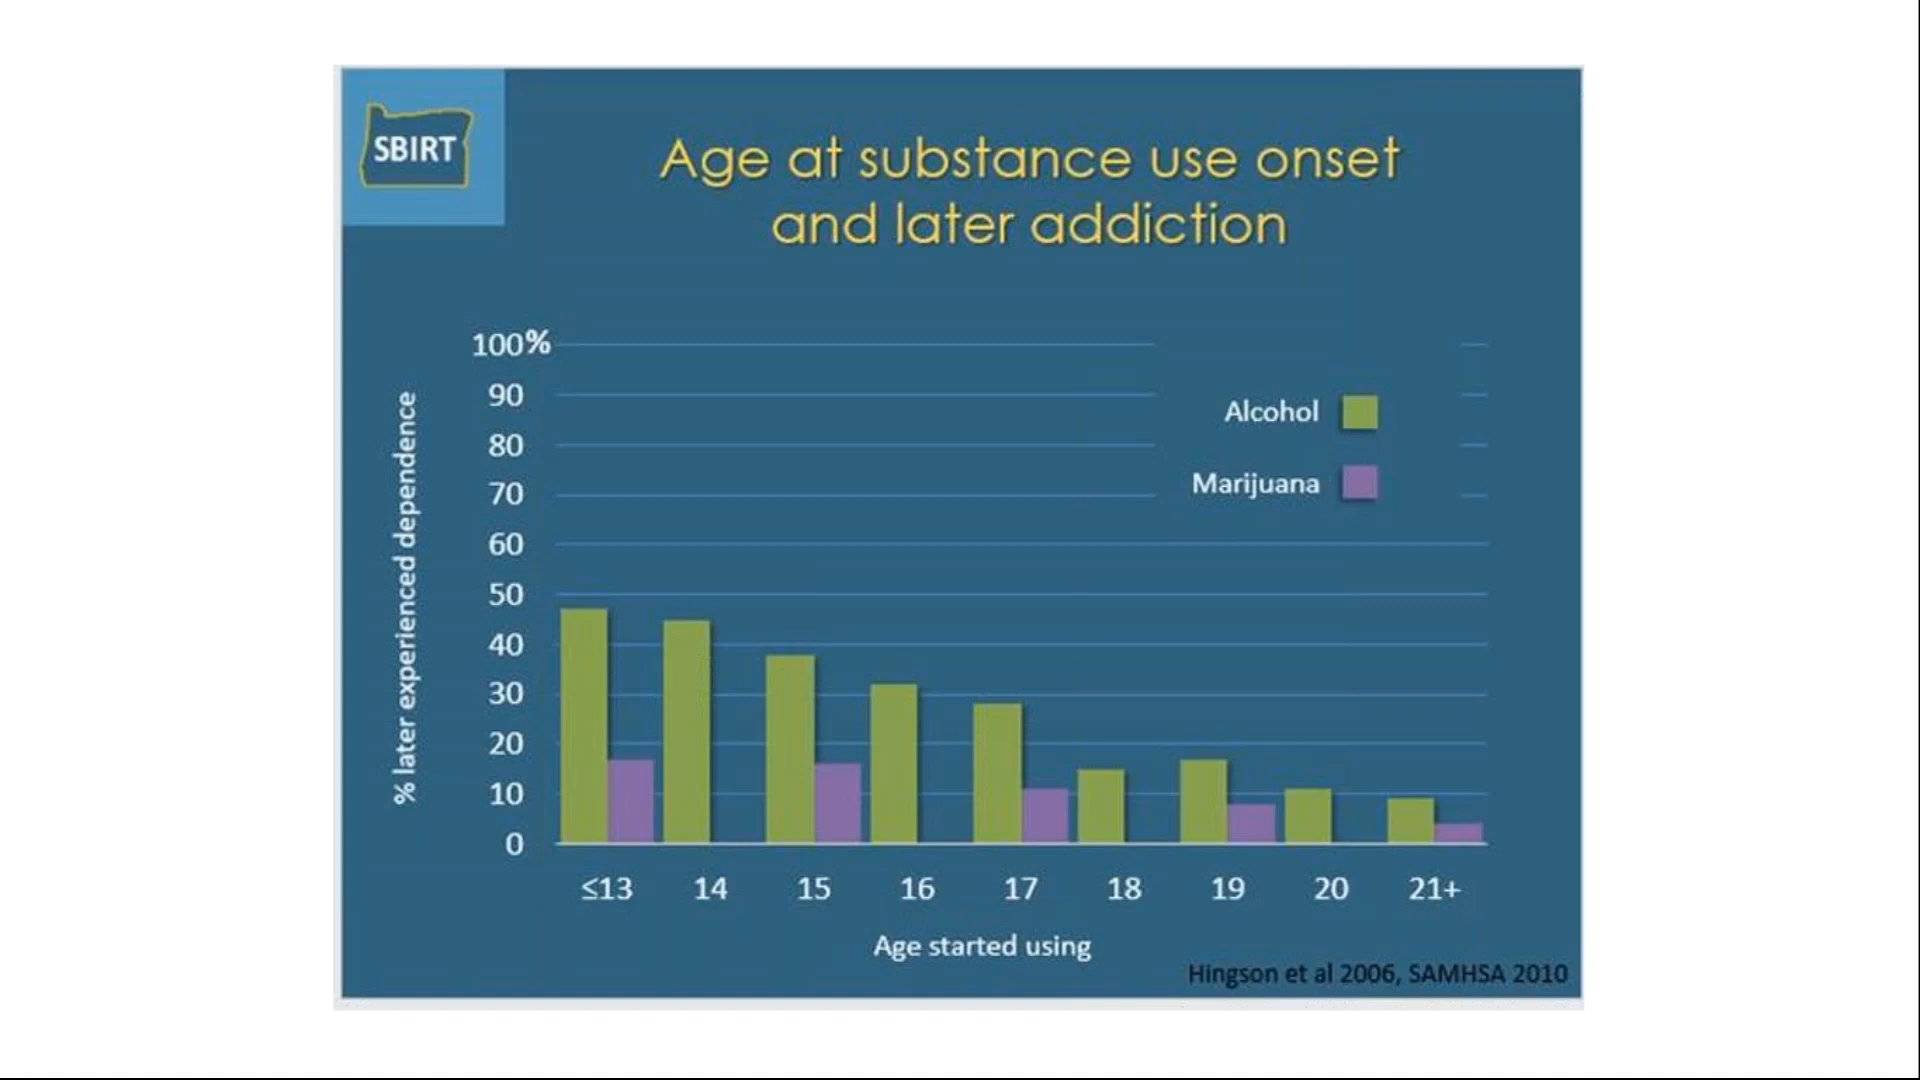 SBIRT
Age at substance use onset
and later addiction
100%
90
80
70
60
50
40
30
20
10
0
% later experienced dependence
Alcohol
Marijuana
≤13 14 15 16 17 18 19 20 21+
Age started using
Hingson et al 2006, SAMHSA 2010